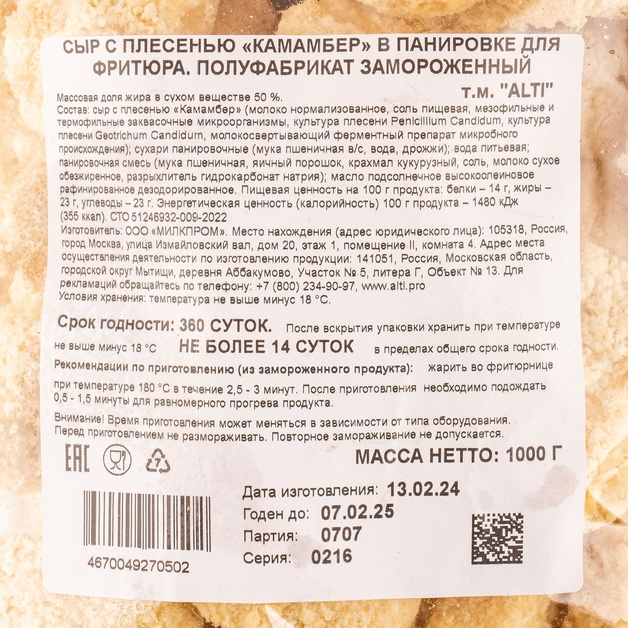 СЫР С ПЛЕСЕНЬЮ «КАМАМБЕР» В ПАНИРОВКЕ ДЛЯ
ФРИТЮРА. ПОЛУФАБРИКАТ ЗАМОРОЖЕННЫЙ
т.м. "ALTI"
Массовая доля жира в сухом веществе 50 %.
Состав: сыр с плесенью «Камамбер» (молоко нормализованное, соль пищевая, мезофильные и
термофильные заквасочные микроорганизмы, культура плесени Penicillium Candidum, культура
плесени Geotrichum Candidum, молокосвертывающий ферментный препарат микробного
происхождения); сухари панировочные (мука пшеничная в/с, вода, дрожжи); вода питьевая;
панировочная смесь (мука пшеничная, яичный порошок, крахмал кукурузный, соль, молоко сухое
обезжиренное, разрыхлитель гидрокарбонат натрия); масло подсолнечное высокоолеиновое
рафинированное дезодорированное. Пищевая ценность на 100 г продукта: белки – 14 г, жиры –
23 г, углеводы – 23 г. Энергетическая ценность (калорийность) 100 г продукта – 1480 кДж
(355 ккал). СТО 51246932-009-2022
Изготовитель: ООО «МИЛКПРОМ». Место нахождения (адрес юридического лица): 105318, Россия,
город Москва, улица Измайловский вал, дом 20, этаж 1, помещение II, комната 4. Адрес места
осуществления деятельности по изготовлению продукции: 141051, Россия, Московская область,
городской округ Мытищи, деревня Аббакумово, Участок № 5, литера Г, Объект № 13. Для
рекламаций обращайтесь по телефону: +7 (800) 234-90-97, www.alti.pro
Условия хранения: температура не выше минус 18 °С.
Срок годности: 360 СУТОК. После вскрытия упаковки хранить при температуре
не выше минус 18 °С НЕ БОЛЕЕ 14 СУТОК в пределах общего срока годности.
Рекомендации по приготовлению (из замороженного продукта): жарить во фритюрнице
при температуре 180 °С в течение 2,5 - 3 минут. После приготовления необходимо подождать
0,5 - 1,5 минуты для равномерного прогрева продукта.
Внимание! Время приготовления может меняться в зависимости от типа оборудования.
Перед приготовлением не размораживать. Повторное замораживание не допускается.
ЕАС 7
МАССА НЕТТО: 1000 Г
Дата изготовления: 13.02.24
Годен до: 07.02.25
Партия: 0707
Серия: 0216
4670049270502